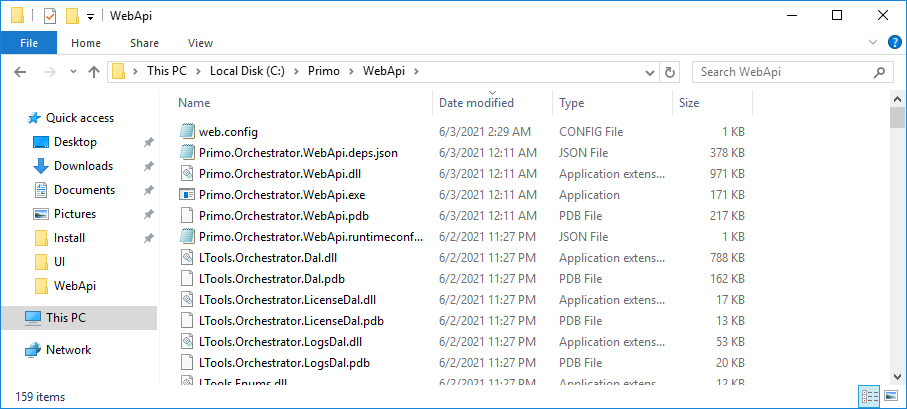 WebApi
File Home Share View
This PC Local Disk (C:) Primo WebApi Search WebApi
Name Date modified Type Size
Quick access
Desktop
Downloads
Documents
Pictures
Install
UI
WebApi
This PC
Network
web.config 6/3/2021 2:29 AM CONFIG File 1 KB
Primo.Orchestrator.WebApi.deps.json 6/3/2021 12:11 AM JSON File 378 KB
Primo.Orchestrator.WebApi.dll 6/3/2021 12:11 AM Application extens... 971 KB
Primo.Orchestrator.WebApi.exe 6/3/2021 12:11 AM Application 171 KB
Primo.Orchestrator.WebApi.pdb 6/3/2021 12:11 AM PDB File 217 KB
Primo.Orchestrator.WebApi.runtimeconf... 6/2/2021 11:27 PM JSON File 1 KB
LTools.Orchestrator.Dal.dll 6/2/2021 11:27 PM Application extens... 788 KB
LTools.Orchestrator.Dal.pdb 6/2/2021 11:27 PM PDB File 162 KB
LTools.Orchestrator.LicenseDal.dll 6/2/2021 11:27 PM Application extens... 17 KB
LTools.Orchestrator.LicenseDal.pdb 6/2/2021 11:27 PM PDB File 13 KB
LTools.Orchestrator.LogsDal.dll 6/2/2021 11:27 PM Application extens... 53 KB
LTools.Orchestrator.LogsDal.pdb 6/2/2021 11:27 PM PDB File 20 KB
LTools.Enums.dll 6/2/2021 11:27 PM Application extens... 12 KB
159 items